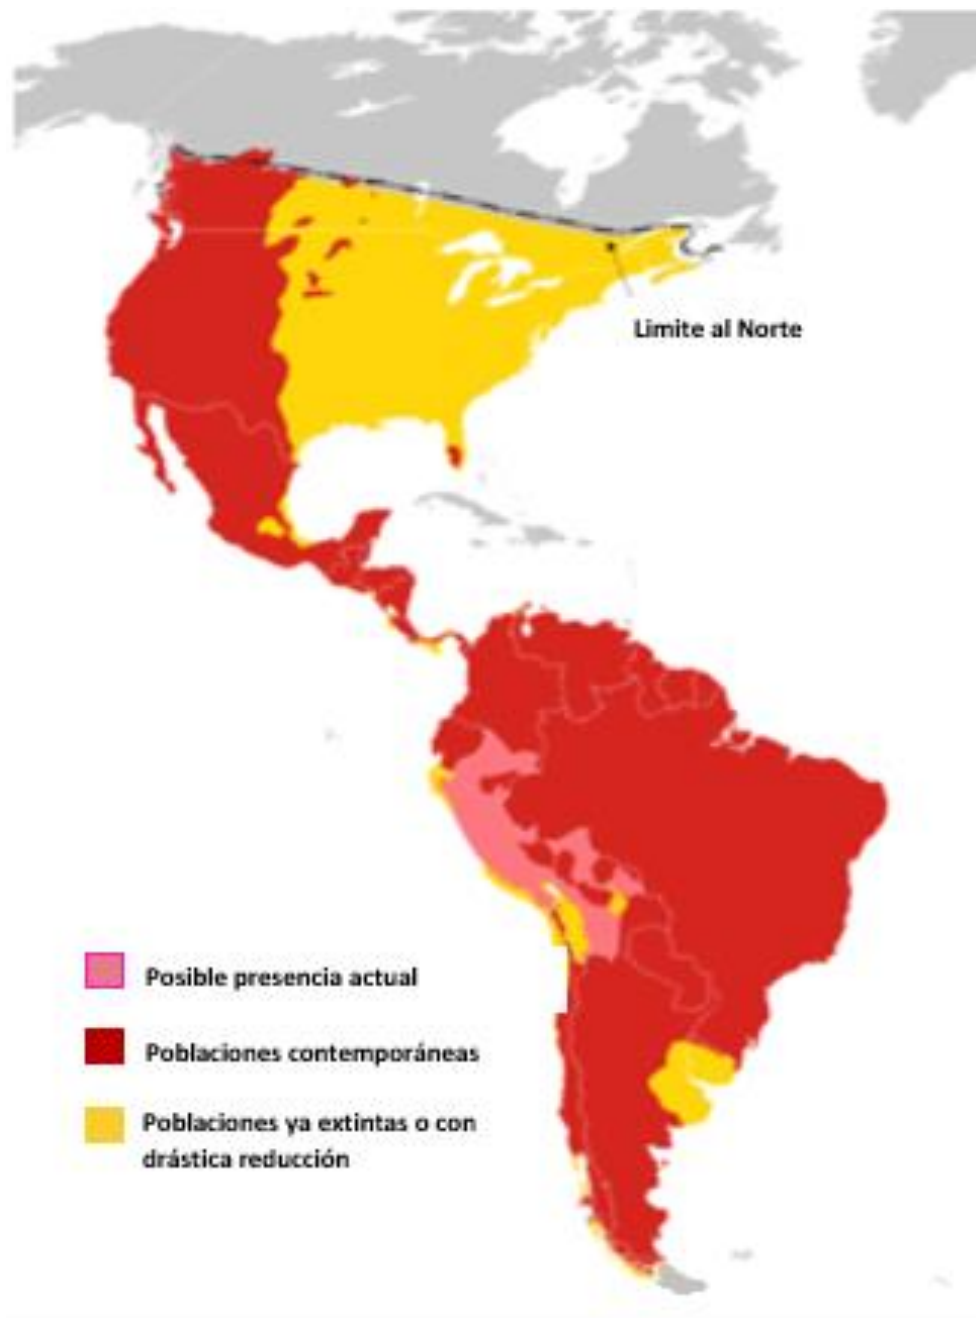 Limite al Norte
Posible presencia actual
Poblaciones contemporáneas
Poblaciones ya extintas o con
drástica reducción